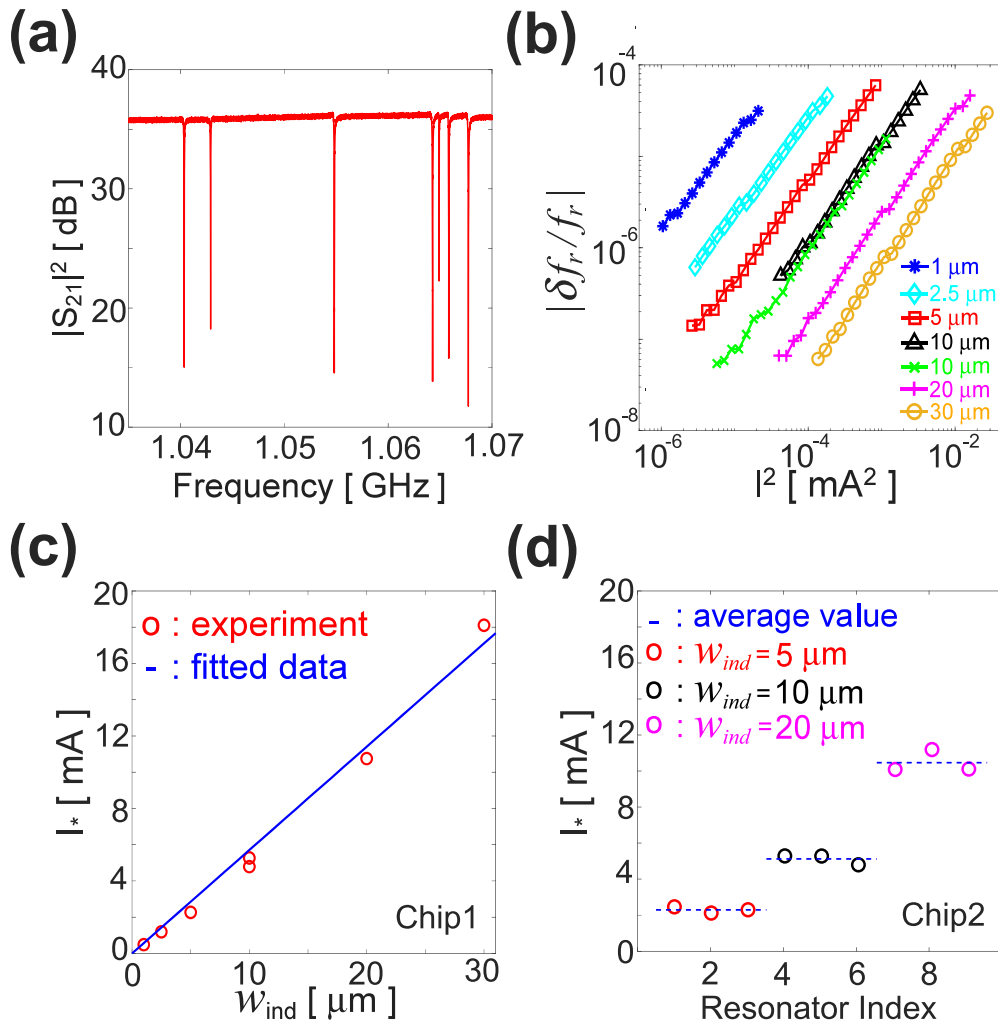 (a)
40
30
20
10
|S₂₁|² [ dB]
1.04
1.05
1.06
1.07
Frequency [ GHz]
(b)
10⁻⁴
10⁻⁶
10⁻⁸
|δfᵣ/fᵣ|
1 μm
2.5 μm
5 μm
10 μm
10 μm
20 μm
30 μm
10⁻⁶
10⁻⁴
10⁻²
I² [ mA²]
(c)
20
16
12
8
4
0
I* [ mA]
o : experiment
- : fitted data
Chip1
0
10
20
30
w_ind [ μm]
(d)
20
16
12
8
4
0
I* [ mA]
- : average value
o : w_ind = 5 μm
o : w_ind = 10 μm
o : w_ind = 20 μm
Chip2
2
4
6
8
Resonator Index